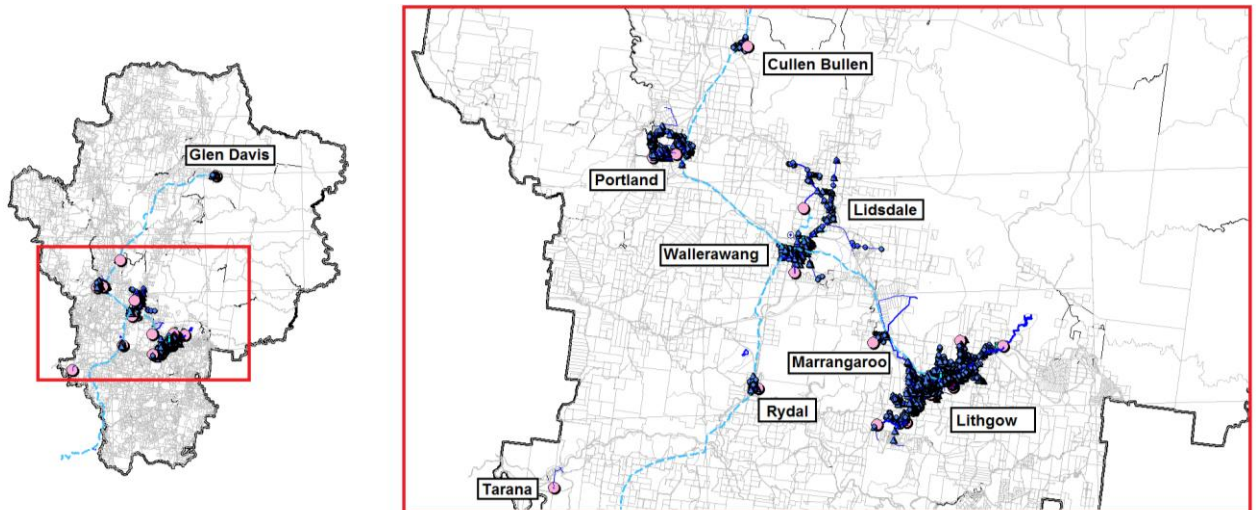 Glen Davis
Cullen Bullen
Portland
Lidsdale
Wallerawang
Marrangaroo
Rydal
Lithgow
Tarana